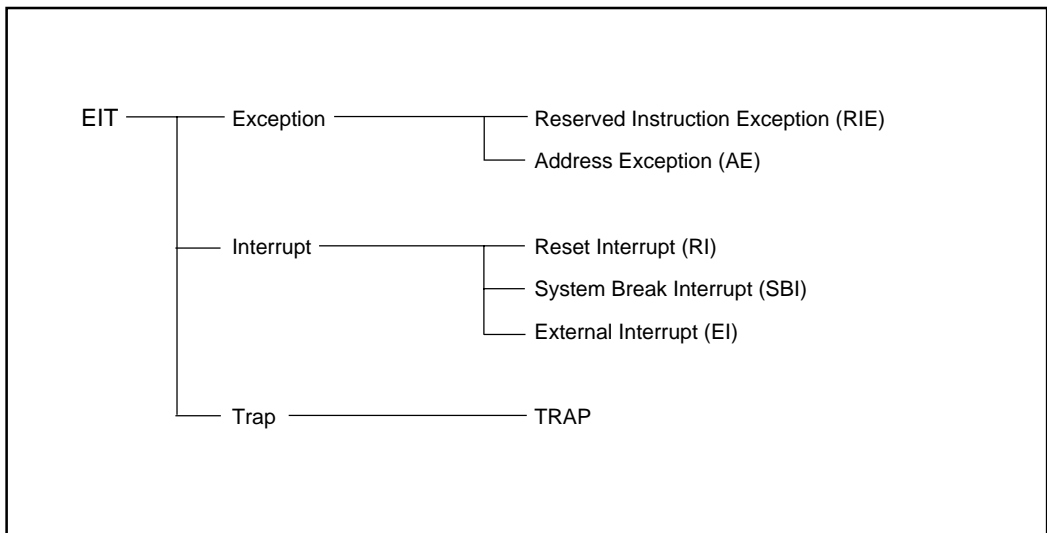 EIT Exception Reserved Instruction Exception (RIE)
Address Exception (AE)
Interrupt Reset Interrupt (RI)
System Break Interrupt (SBI)
External Interrupt (EI)
Trap TRAP